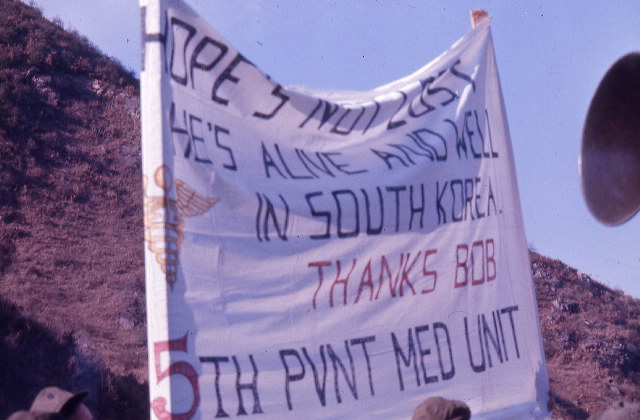 HOPE'S NOT LOST
HE'S ALIVE AND WELL
IN SOUTH KOREA.
THANKS BOB
5TH PVNT MED UNIT